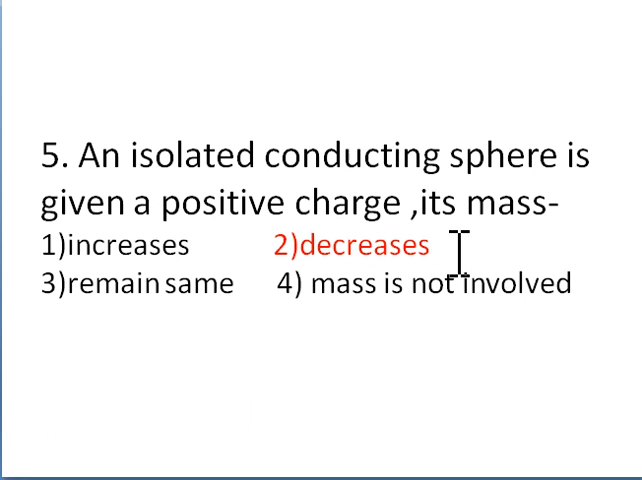 5. An isolated conducting sphere is
given a positive charge ,its mass-
1)increases 2)decreases
3)remain same 4) mass is not involved